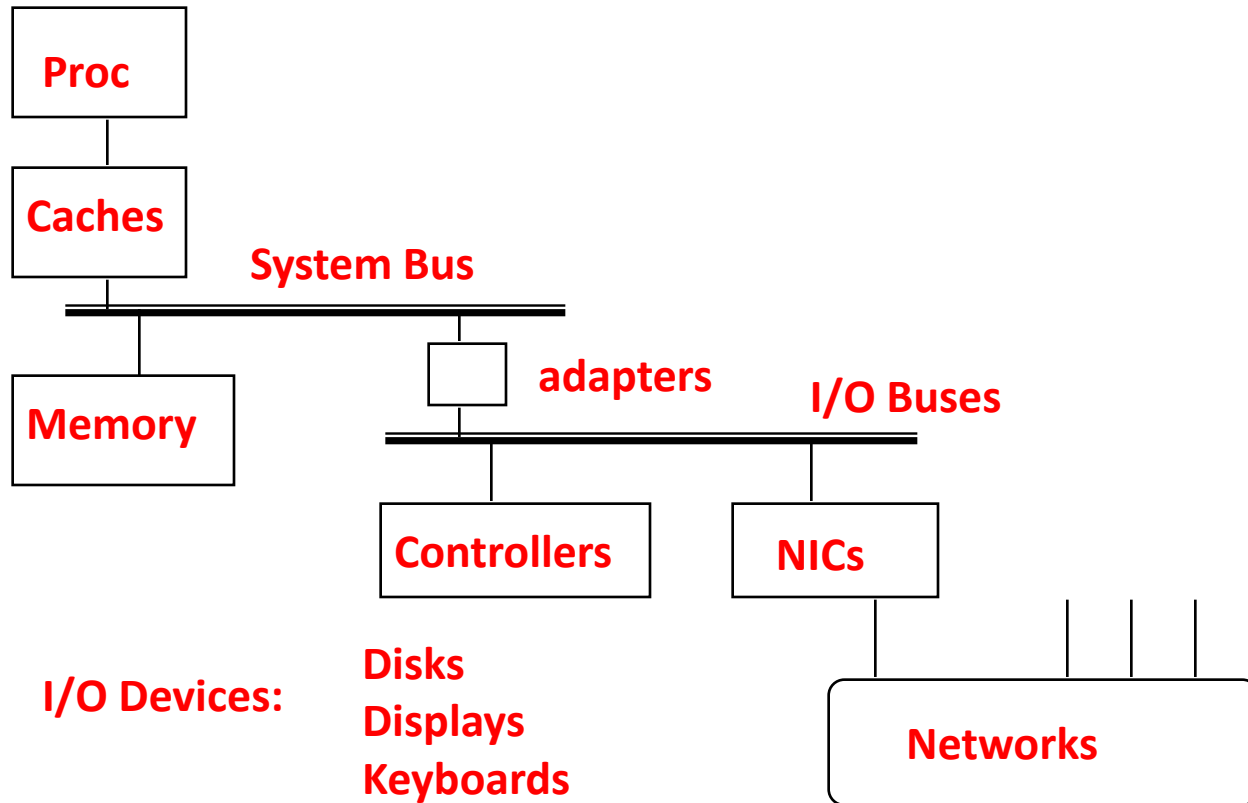 Proc
Caches
System Bus
adapters
I/O Buses
Memory
Controllers
NICs
I/O Devices:
Disks
Displays
Keyboards
Networks